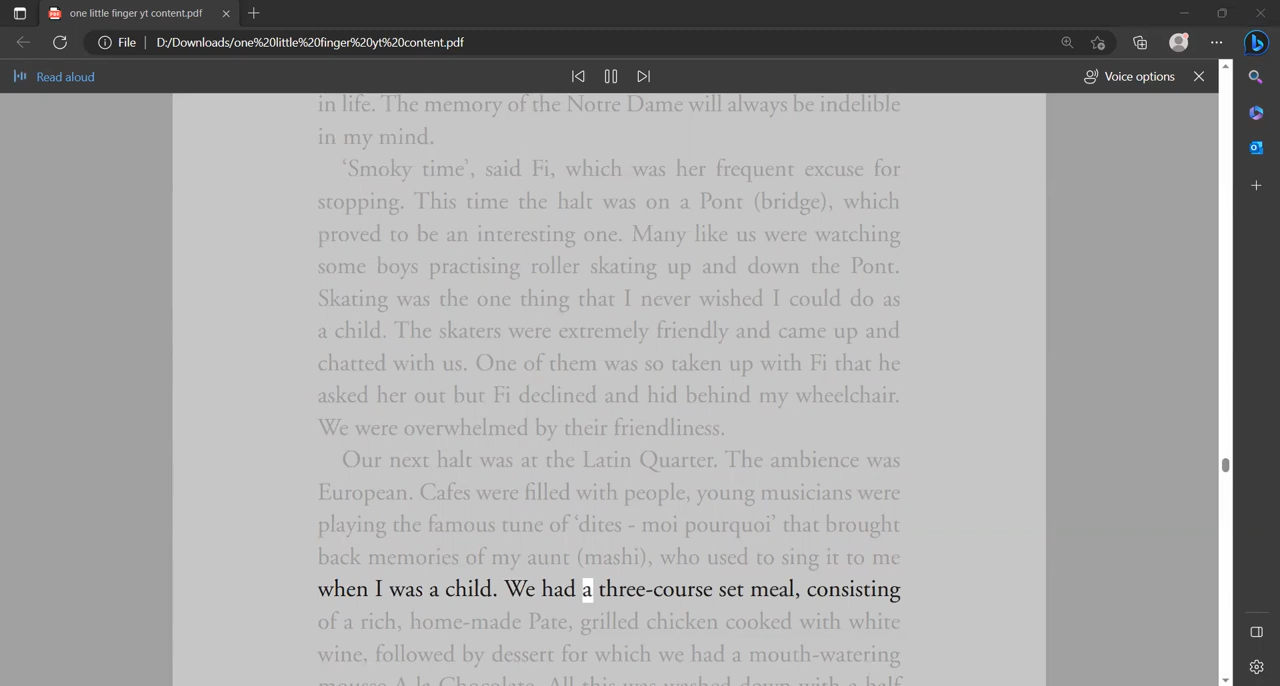 one little finger yt content.pdf
File
D:/Downloads/one%20little%20finger%20yt%20content.pdf
Read aloud
Voice options
in life. The memory of the Notre Dame will always be indelible
in my mind.
‘Smoky time’, said Fi, which was her frequent excuse for
stopping. This time the halt was on a Pont (bridge), which
proved to be an interesting one. Many like us were watching
some boys practising roller skating up and down the Pont.
Skating was the one thing that I never wished I could do as
a child. The skaters were extremely friendly and came up and
chatted with us. One of them was so taken up with Fi that he
asked her out but Fi declined and hid behind my wheelchair.
We were overwhelmed by their friendliness.
Our next halt was at the Latin Quarter. The ambience was
European. Cafes were filled with people, young musicians were
playing the famous tune of ‘dites - moi pourquoi’ that brought
back memories of my aunt (mashi), who used to sing it to me
when I was a child. We had a three-course set meal, consisting
of a rich, home-made Pate, grilled chicken cooked with white
wine, followed by dessert for which we had a mouth-watering
mousse A la Chocolate. All this was washed down with a half